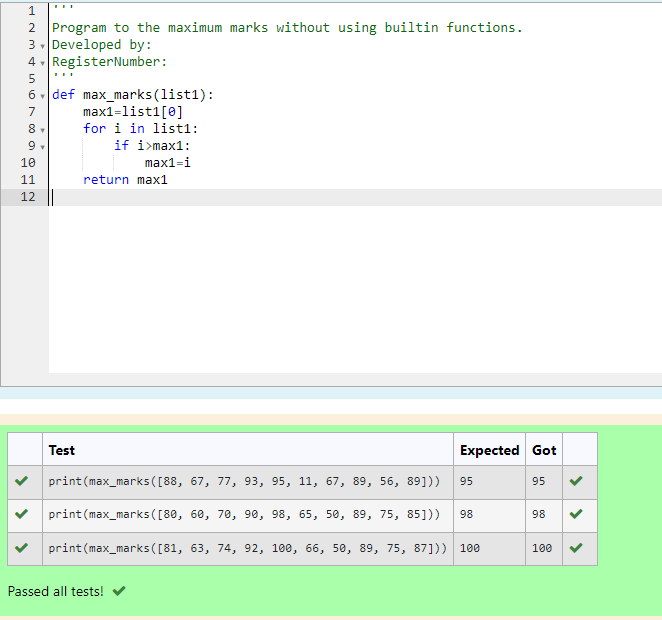 1 '''
2 Program to the maximum marks without using builtin functions.
3 Developed by:
4 RegisterNumber:
5 '''
6 def max_marks(list1):
7     max1=list1[0]
8     for i in list1:
9         if i>max1:
10             max1=i
11     return max1
12
Test Expected Got
print(max_marks([88, 67, 77, 93, 95, 11, 67, 89, 56, 89])) 95 95
print(max_marks([80, 60, 70, 90, 98, 65, 50, 89, 75, 85])) 98 98
print(max_marks([81, 63, 74, 92, 100, 66, 50, 89, 75, 87])) 100 100
Passed all tests!